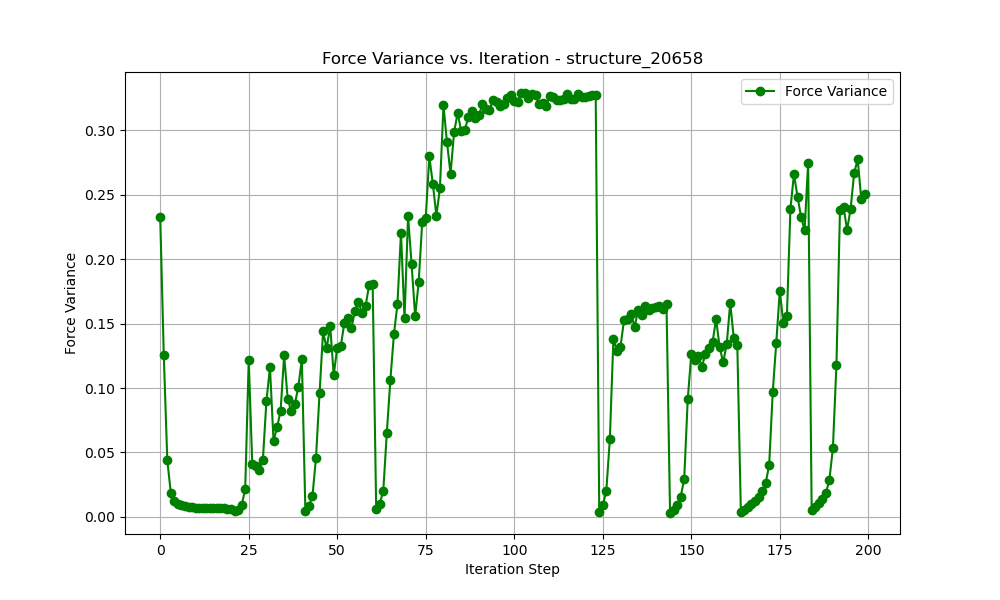 Force Variance vs. Iteration - structure_20658
Force Variance
0.30
0.25
0.20
0.15
0.10
0.05
0.00
Force Variance
0 25 50 75 100 125 150 175 200
Iteration Step